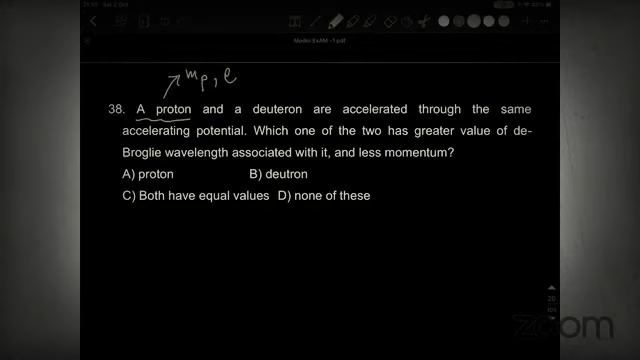 Model ExAM -1.pdf
mp, e
38. A proton and a deuteron are accelerated through the same
accelerating potential. Which one of the two has greater value of de-
Broglie wavelength associated with it, and less momentum?
A) proton B) deutron
C) Both have equal values D) none of these
20
zoom